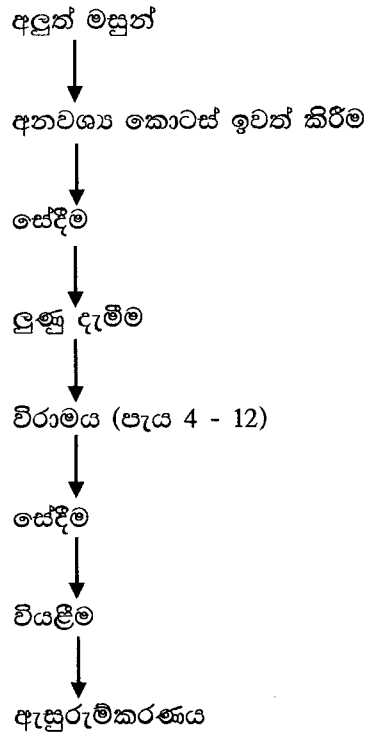 අලුත් මසුන්
අනවශ්‍ය කොටස් ඉවත් කිරීම
සේදීම
ලුණු දැමීම
විරාමය (පැය 4 - 12)
සේදීම
වියළීම
ඇසුරුම්කරණය